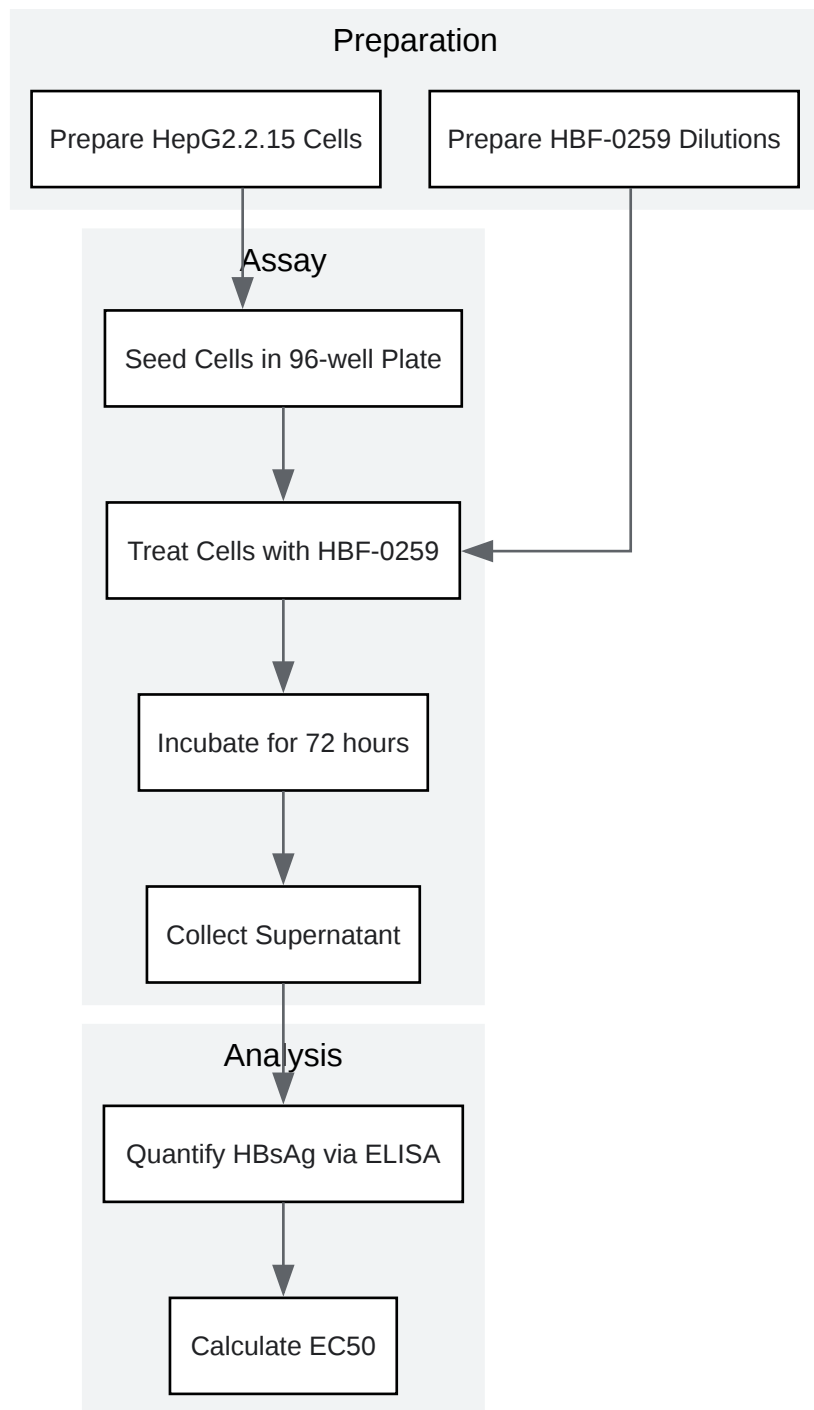 Preparation
Prepare HepG2.2.15 Cells
Prepare HBF-0259 Dilutions
Assay
Seed Cells in 96-well Plate
Treat Cells with HBF-0259
Incubate for 72 hours
Collect Supernatant
Analysis
Quantify HBsAg via ELISA
Calculate EC50